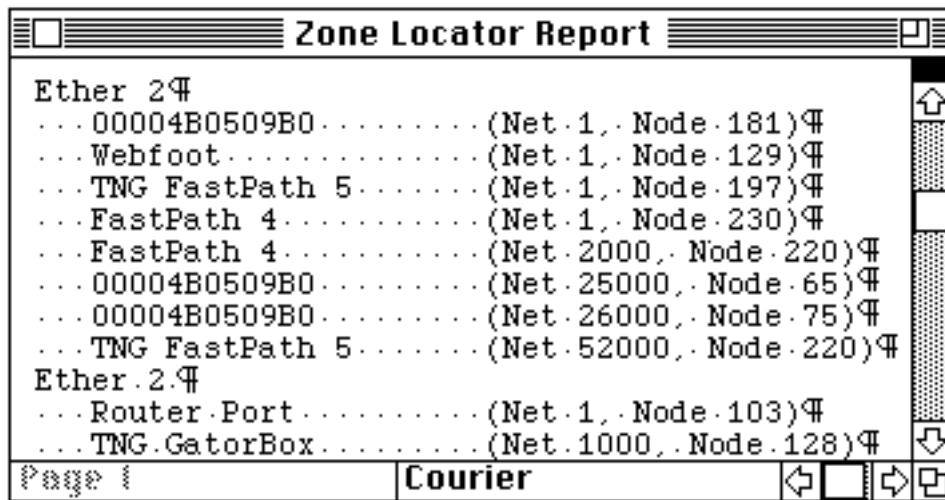 Zone Locator Report
Ether 2¶
···00004B0509B0·········(Net·1,·Node·181)¶
···Webfoot··············(Net·1,·Node·129)¶
···TNG FastPath 5·······(Net·1,·Node·197)¶
···FastPath 4···········(Net·1,·Node·230)¶
···FastPath 4···········(Net·2000,·Node·220)¶
···00004B0509B0·········(Net·25000,·Node·65)¶
···00004B0509B0·········(Net·26000,·Node·75)¶
···TNG FastPath 5·······(Net·52000,·Node·220)¶
Ether·2·¶
···Router·Port··········(Net·1,·Node·103)¶
···TNG·GatorBox·········(Net·1000,·Node·128)¶
Page 1 Courier